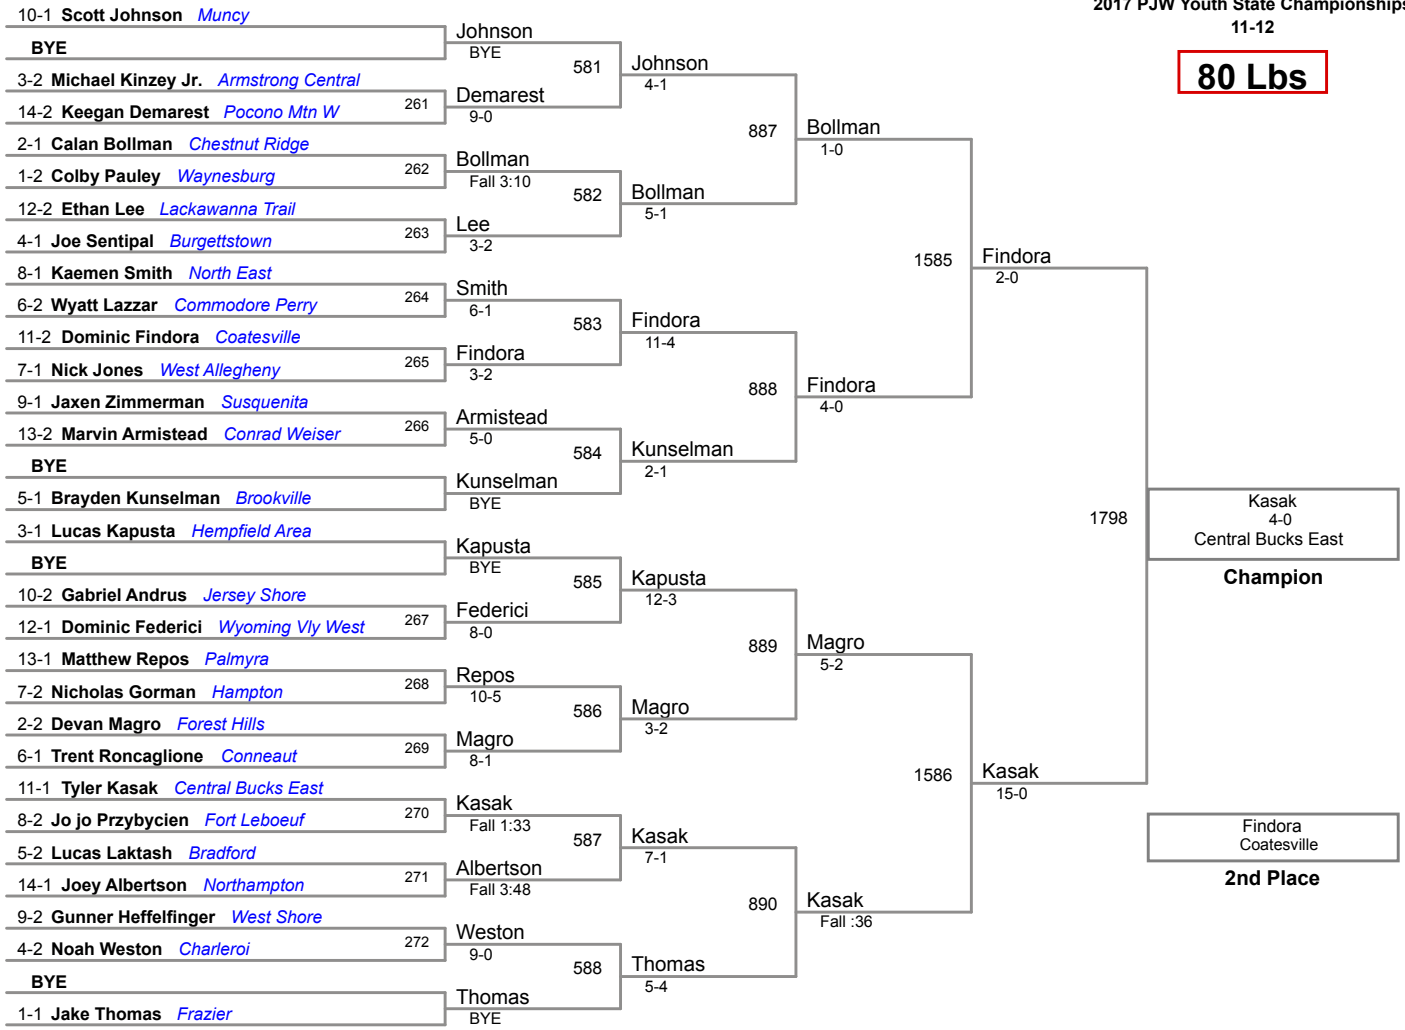 2017 PJW Youth State Championships
11-12
80 Lbs
10-1 Scott Johnson Muncy
BYE
3-2 Michael Kinzey Jr. Armstrong Central
14-2 Keegan Demarest Pocono Mtn W
2-1 Calan Bollman Chestnut Ridge
1-2 Colby Pauley Waynesburg
12-2 Ethan Lee Lackawanna Trail
4-1 Joe Sentipal Burgettstown
8-1 Kaemen Smith North East
6-2 Wyatt Lazzar Commodore Perry
11-2 Dominic Findora Coatesville
7-1 Nick Jones West Allegheny
9-1 Jaxen Zimmerman Susquenita
13-2 Marvin Armistead Conrad Weiser
BYE
5-1 Brayden Kunselman Brookville
3-1 Lucas Kapusta Hempfield Area
BYE
10-2 Gabriel Andrus Jersey Shore
12-1 Dominic Federici Wyoming Vly West
13-1 Matthew Repos Palmyra
7-2 Nicholas Gorman Hampton
2-2 Devan Magro Forest Hills
6-1 Trent Roncaglione Conneaut
11-1 Tyler Kasak Central Bucks East
8-2 Jo jo Przybycien Fort Leboeuf
5-2 Lucas Laktash Bradford
14-1 Joey Albertson Northampton
9-2 Gunner Heffelfinger West Shore
4-2 Noah Weston Charleroi
BYE
1-1 Jake Thomas Frazier
261
262
263
264
265
266
267
268
269
270
271
272
Johnson
BYE
Demarest
9-0
Bollman
Fall 3:10
Lee
3-2
Smith
6-1
Findora
3-2
Armistead
5-0
Kunselman
BYE
Kapusta
BYE
Federici
8-0
Repos
10-5
Magro
8-1
Kasak
Fall 1:33
Albertson
Fall 3:48
Weston
9-0
Thomas
BYE
581
582
583
584
585
586
587
588
Johnson
4-1
Bollman
5-1
Findora
11-4
Kunselman
2-1
Kapusta
12-3
Magro
3-2
Kasak
7-1
Thomas
5-4
887
888
889
890
Bollman
1-0
Findora
4-0
Magro
5-2
Kasak
Fall :36
1585
1586
Findora
2-0
Kasak
15-0
1798
Kasak
4-0
Central Bucks East
Champion
Findora
Coatesville
2nd Place